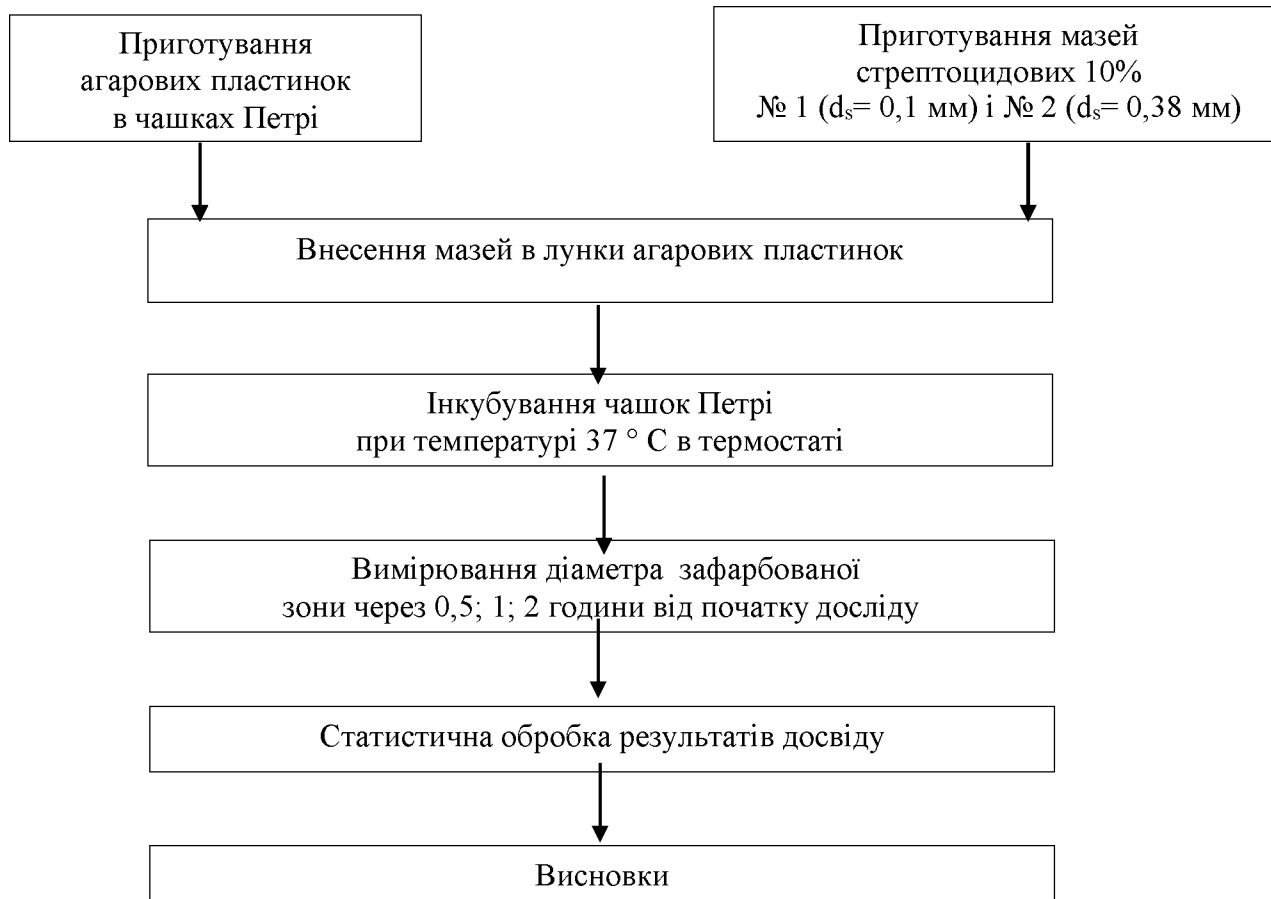 Приготування
агарових пластинок
в чашках Петрі
Приготування мазей
стрептоцидових 10%
№ 1 (ds= 0,1 мм) і № 2 (ds= 0,38 мм)
Внесення мазей в лунки агарових пластинок
Інкубування чашок Петрі
при температурі 37 ° С в термостаті
Вимірювання діаметра зафарбованої
зони через 0,5; 1; 2 години від початку досліду
Статистична обробка результатів досвіду
Висновки